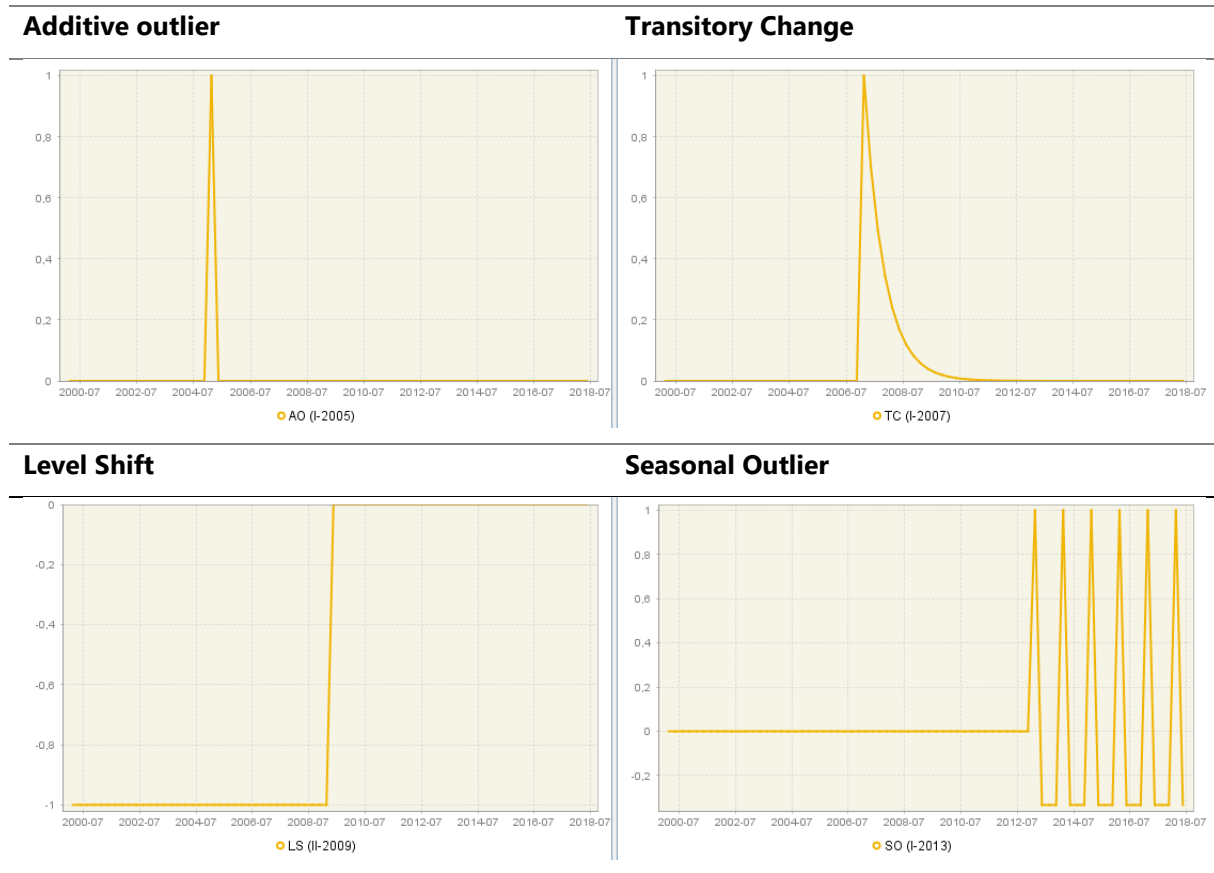 Additive outlier
Transitory Change
1
0,8
0,6
0,4
0,2
0
2000-07 2002-07 2004-07 2006-07 2008-07 2010-07 2012-07 2014-07 2016-07 2018-07
AO (I-2005)
1
0,8
0,6
0,4
0,2
0
2000-07 2002-07 2004-07 2006-07 2008-07 2010-07 2012-07 2014-07 2016-07 2018-07
TC (I-2007)
Level Shift
Seasonal Outlier
0
-0,2
-0,4
-0,6
-0,8
-1
2000-07 2002-07 2004-07 2006-07 2008-07 2010-07 2012-07 2014-07 2016-07 2018-07
LS (II-2009)
1
0,8
0,6
0,4
0,2
0
-0,2
2000-07 2002-07 2004-07 2006-07 2008-07 2010-07 2012-07 2014-07 2016-07 2018-07
SO (I-2013)